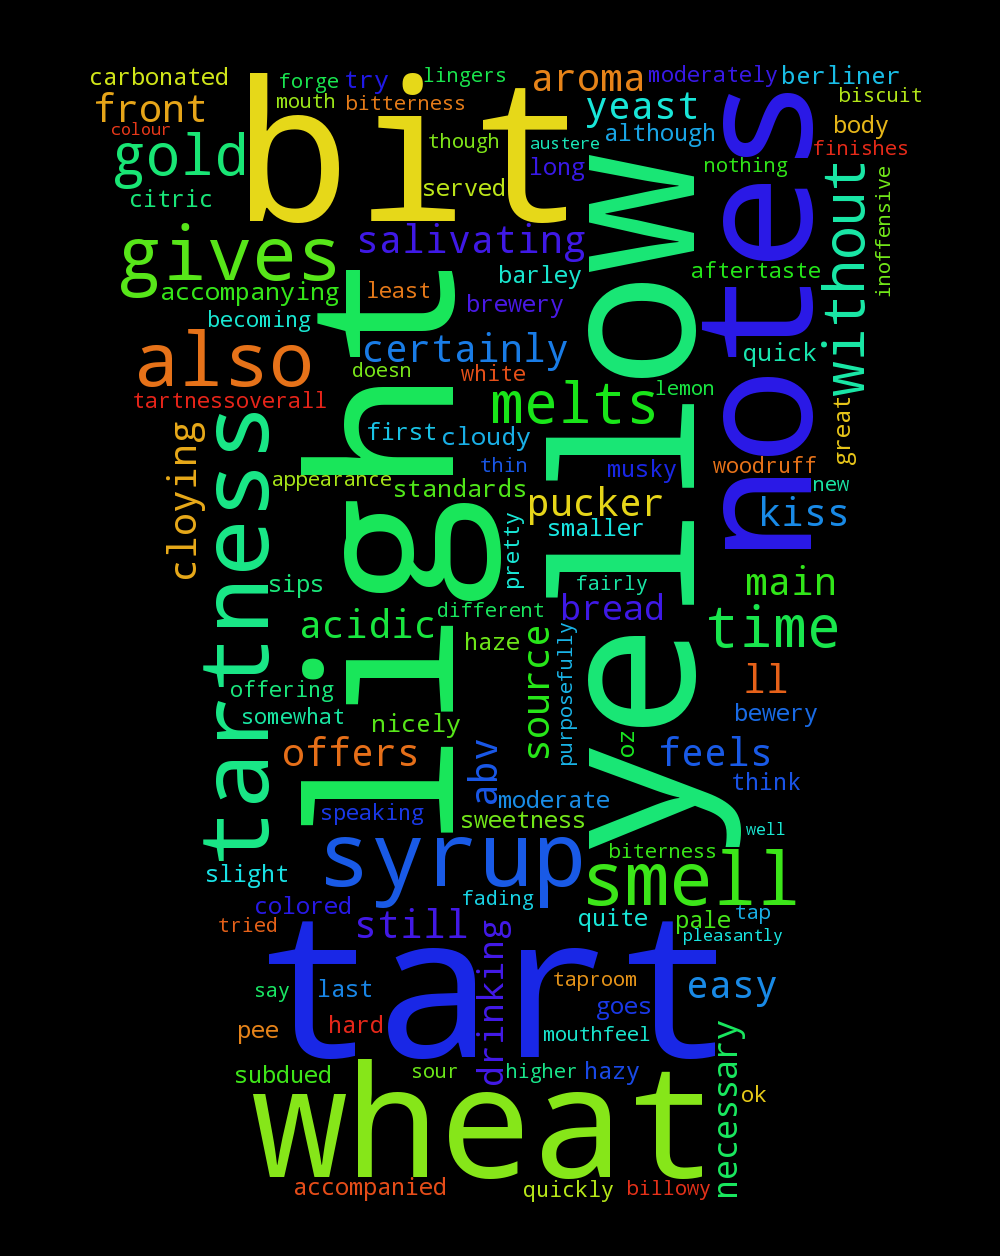 carbonated
forge
try
lingers
aroma
moderately
berliner
front
mouth
bitterness
bit
yeast
biscuit
colour
gold
though
austere
although
body
finishes
citric
served
long
nothing
notes
without
inoffensive
gives
salivating
yellow
accompanying
least
barley
aftertaste
becoming
brewery
light
also
certainly
quick
doesn
white
tartnessoverall
melts
lemon
great
tartness
cloying
first
cloudy
appearance
thin
musky
woodruff
standards
pucker
new
smaller
kiss
pretty
sips
fairly
main
acidic
different
bread
time
haze
source
purposefully
offering
ll
somewhat
nicely
bewery
offers
oz
feels
abv
think
speaking
moderate
sweetness
well
syrup
biterness
slight
smell
colored
fading
tried
still
quite
pale
tap
pleasantly
tart
drinking
say
last
taproom
easy
goes
pee
hard
mouthfeel
necessary
subdued
sour
higher
hazy
wheat
ok
accompanied
quickly
billowy